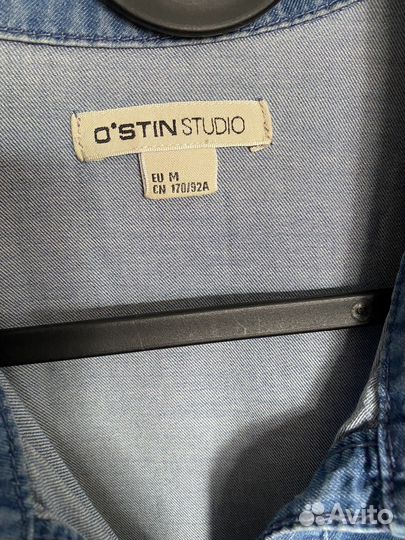 O'STIN STUDIO
EU M
CN 170/92A
Avito